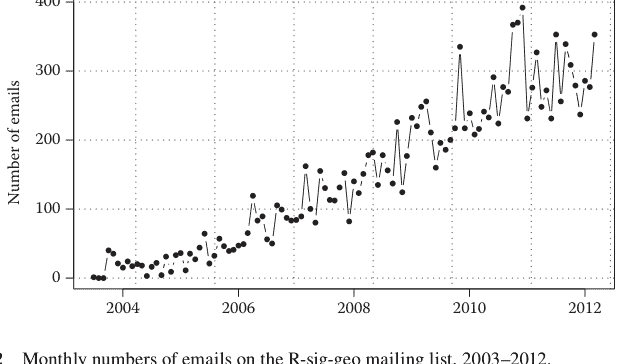 400
300
200
100
0
Number of emails
2004 2006 2008 2010 2012
2 Monthly numbers of emails on the R-sig-geo mailing list, 2003–2012.